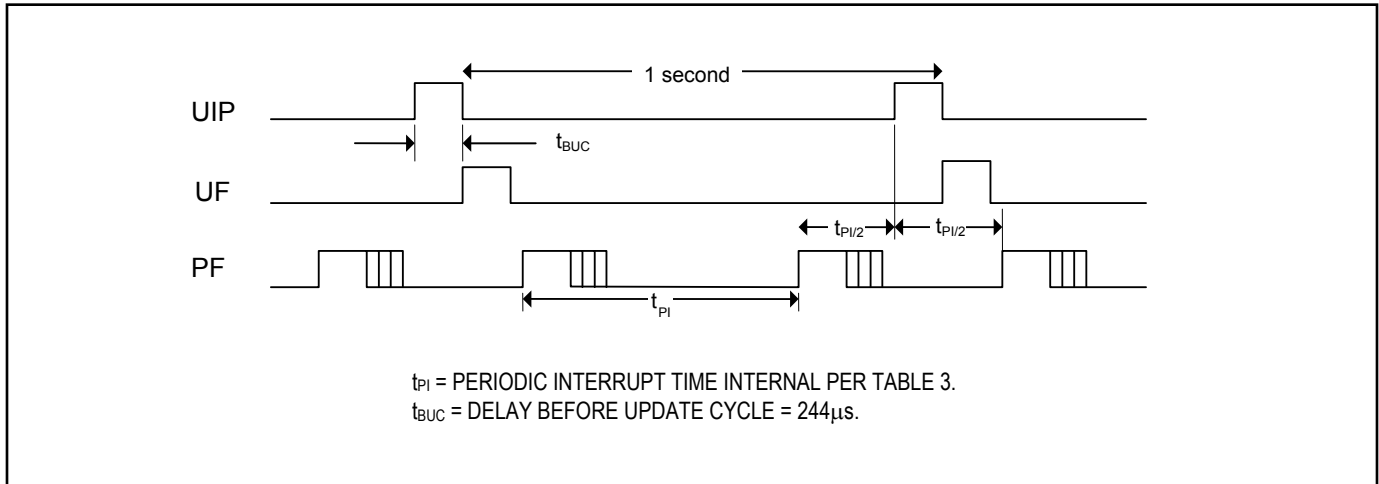 1 second
UIP
tBUC
UF
tPI/2 tPI/2
PF
tPI
tPI = PERIODIC INTERRUPT TIME INTERNAL PER TABLE 3.
tBUC = DELAY BEFORE UPDATE CYCLE = 244μs.